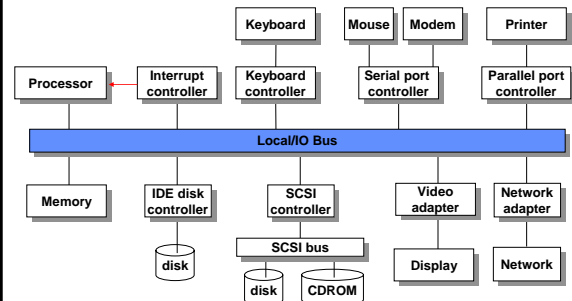 Keyboard
Mouse
Modem
Printer
Processor
Interrupt
controller
Keyboard
controller
Serial port
controller
Parallel port
controller
Local/IO Bus
Memory
IDE disk
controller
SCSI
controller
Video
adapter
Network
adapter
SCSI bus
disk
disk
CDROM
Display
Network